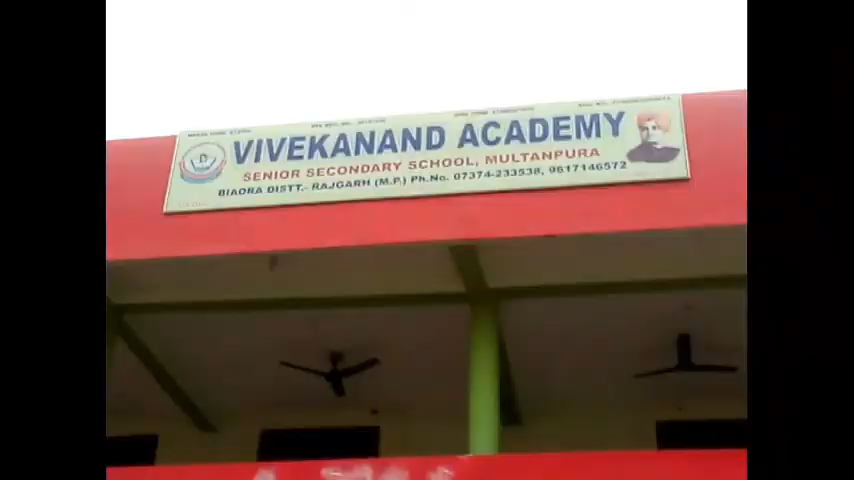 VIVEKANAND ACADEMY
SENIOR SECONDARY SCHOOL, MULTANPURA
BIAORA DISTT.- RAJGARH (M.P.) Ph.No. 07374-233538, 9617146572